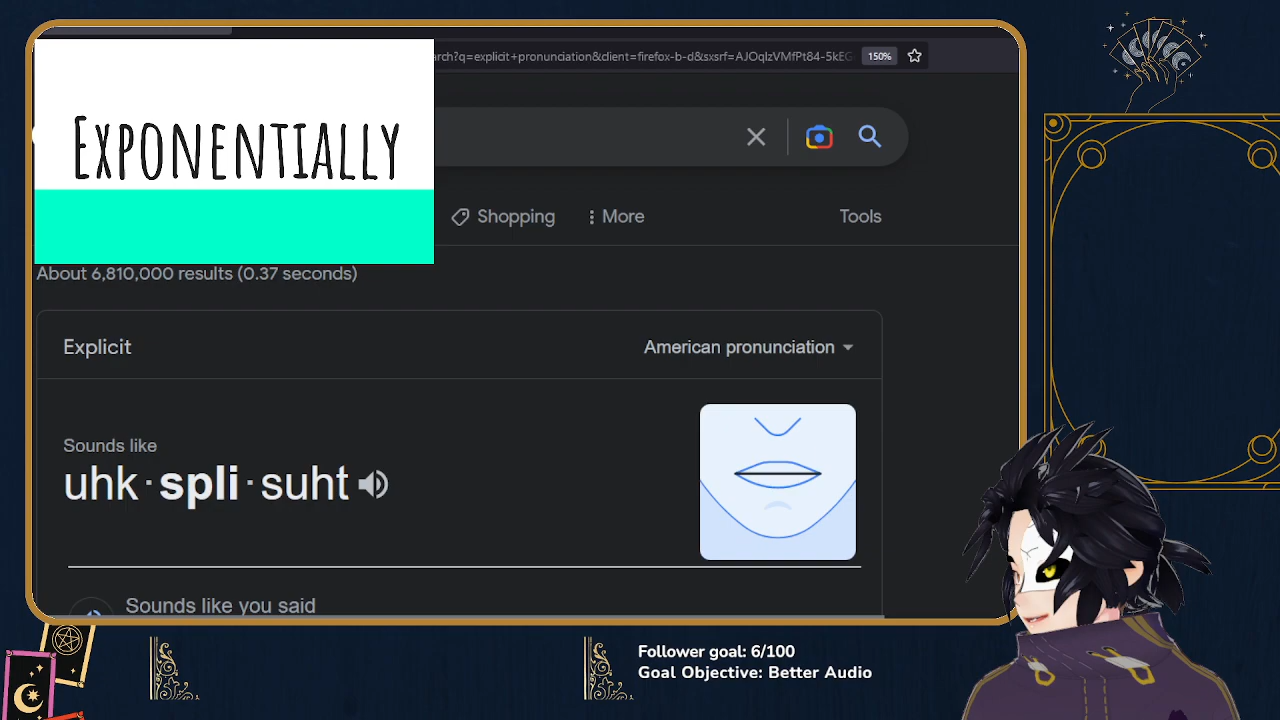 rch?q=explicit+pronunciation&client=firefox-b-d&sxsrf=AJOqlzVMfPt84-5kEG
150%
EXPONENTIALLY
Shopping
More
Tools
About 6,810,000 results (0.37 seconds)
Explicit
American pronunciation
Sounds like
uhk · spli · suht
Sounds like you said
Follower goal: 6/100
Goal Objective: Better Audio